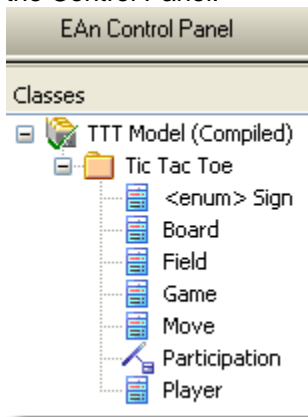 the Control Panel.
EAn Control Panel
Classes
TTT Model (Compiled)
Tic Tac Toe
<enum> Sign
Board
Field
Game
Move
Participation
Player